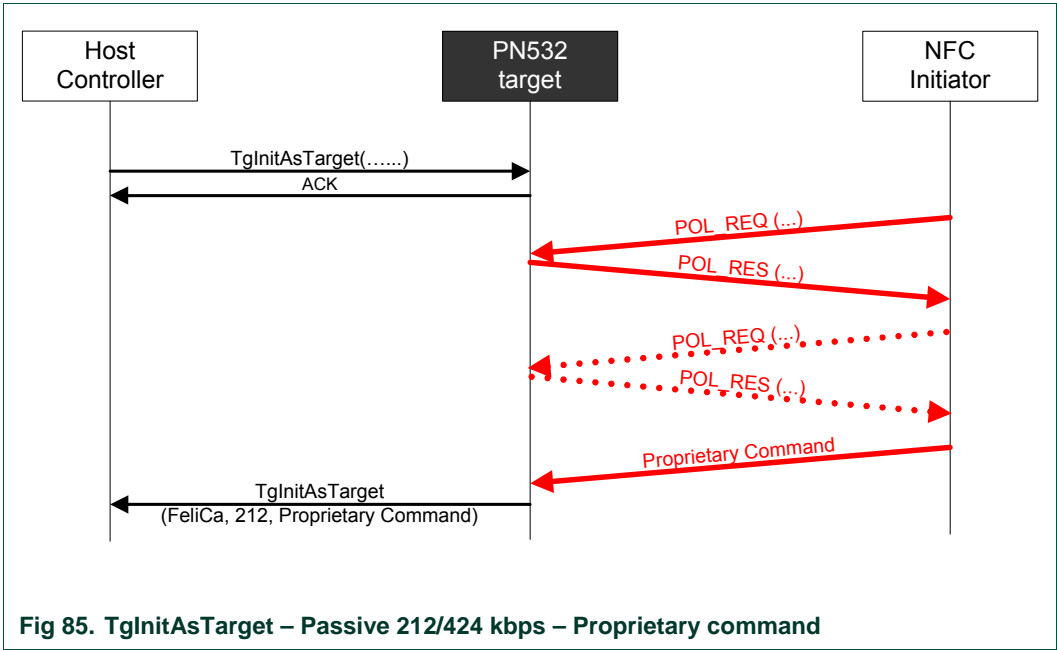 Host
Controller
PN532
target
NFC
Initiator
TgInitAsTarget(…...)
ACK
POL_REQ (...)
POL_RES (...)
POL_REQ (...)
POL_RES (...)
Proprietary Command
TgInitAsTarget
(FeliCa, 212, Proprietary Command)
Fig 85. TgInitAsTarget – Passive 212/424 kbps – Proprietary command